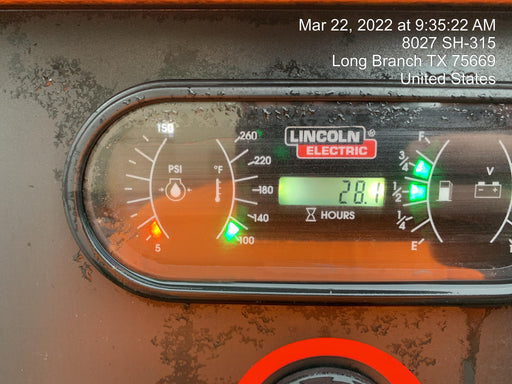 Mar 22, 2022 at 9:35:22 AM
8027 SH-315
Long Branch TX 75669
United States
150
PSI
5
260
220
°F
180
140
100
LINCOLN®
ELECTRIC
28.1
HOURS
F
3/4
1/2
1/4
E
V